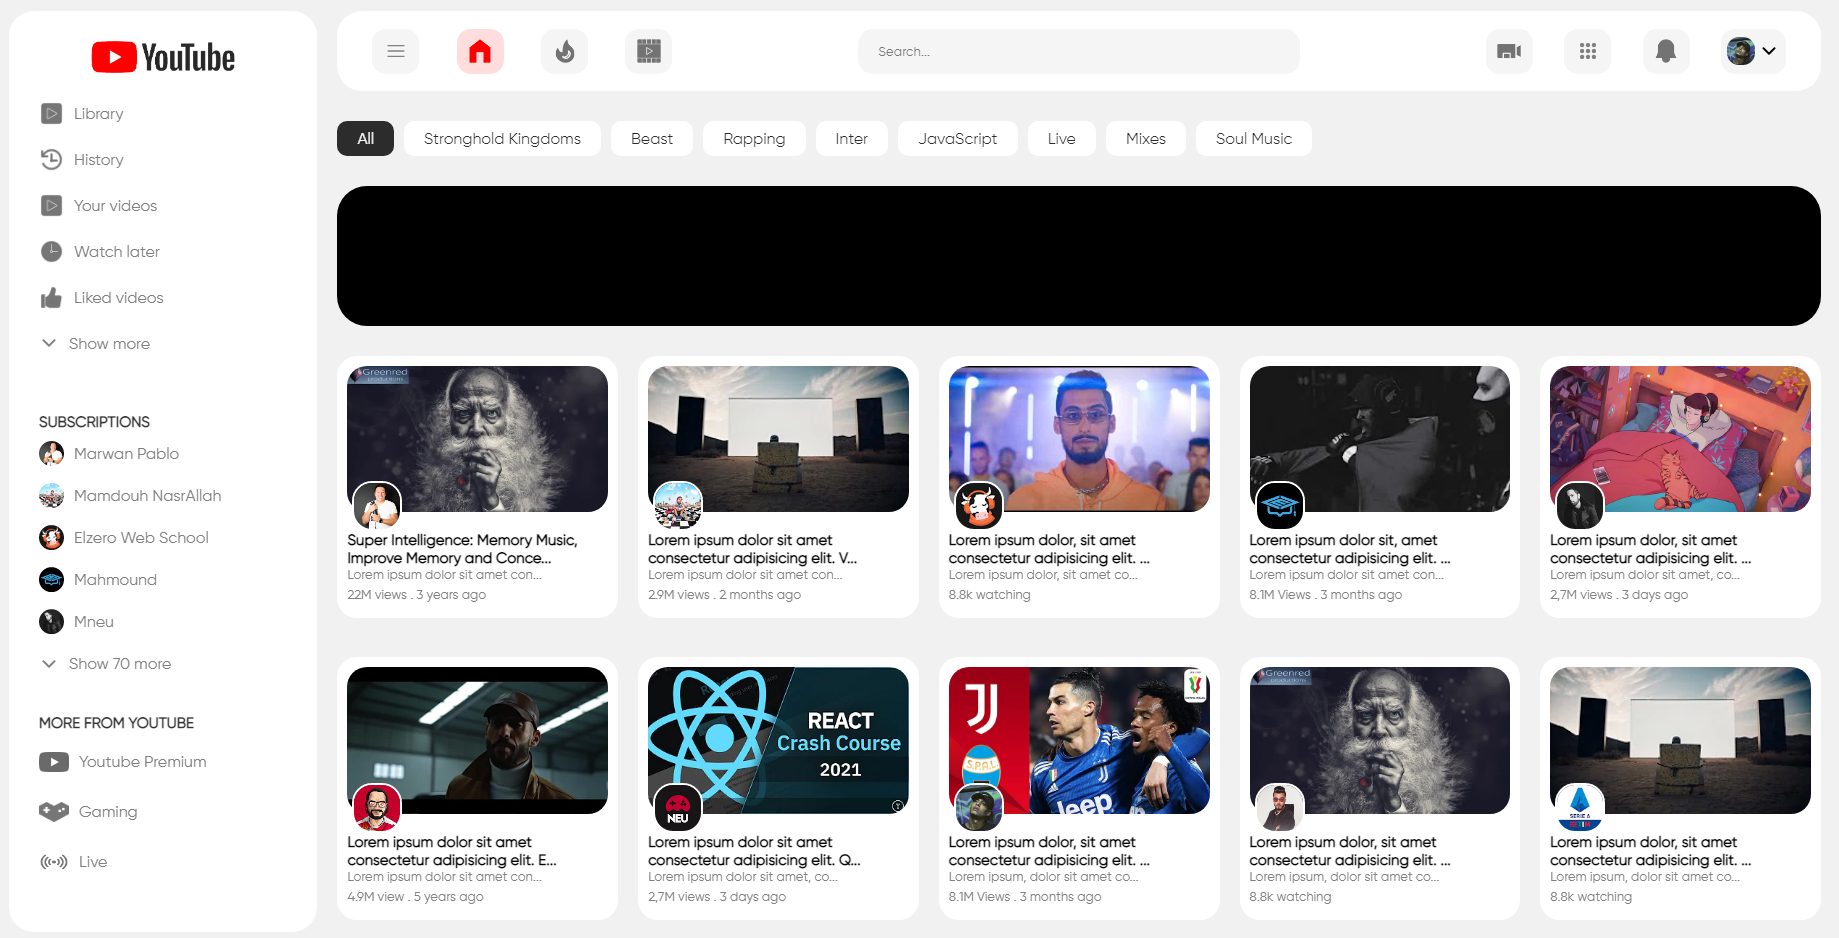 YouTube
Search...
Library
History
Your videos
Watch later
Liked videos
Show more
SUBSCRIPTIONS
Marwan Pablo
Mamdouh NasrAllah
Elzero Web School
Mahmound
Mneu
Show 70 more
MORE FROM YOUTUBE
Youtube Premium
Gaming
Live
All
Stronghold Kingdoms
Beast
Rapping
Inter
JavaScript
Live
Mixes
Soul Music
Greenred
productions
Super Intelligence: Memory Music,
Improve Memory and Conce...
Lorem ipsum dolor sit amet con...
22M views . 3 years ago
Lorem ipsum dolor sit amet
consectetur adipisicing elit. V...
Lorem ipsum dolor sit amet con...
2.9M views . 2 months ago
Lorem ipsum dolor, sit amet
consectetur adipisicing elit. ...
Lorem ipsum dolor, sit amet co...
8.8k watching
Lorem ipsum dolor sit, amet
consectetur adipisicing elit. ...
Lorem ipsum dolor sit amet con...
8.1M Views . 3 months ago
Lorem ipsum dolor, sit amet
consectetur adipisicing elit. ...
Lorem ipsum dolor sit amet, co...
2,7M views . 3 days ago
Lorem ipsum dolor sit amet
consectetur adipisicing elit. E...
Lorem ipsum dolor sit amet con...
4.9M view . 5 years ago
REACT
Crash Course
2021
NEU
Lorem ipsum dolor sit amet
consectetur adipisicing elit. Q...
Lorem ipsum dolor sit amet, co...
2,7M views . 3 days ago
S.P.A.L
Jeep
Lorem ipsum dolor, sit amet
consectetur adipisicing elit. ...
Lorem ipsum, dolor sit amet co...
8.1M Views . 3 months ago
Greenred
productions
Lorem ipsum dolor, sit amet
consectetur adipisicing elit. ...
Lorem ipsum, dolor sit amet co...
8.8k watching
SERIE A
TIM
Lorem ipsum dolor, sit amet
consectetur adipisicing elit. ...
Lorem ipsum, dolor sit amet co...
8.8k watching